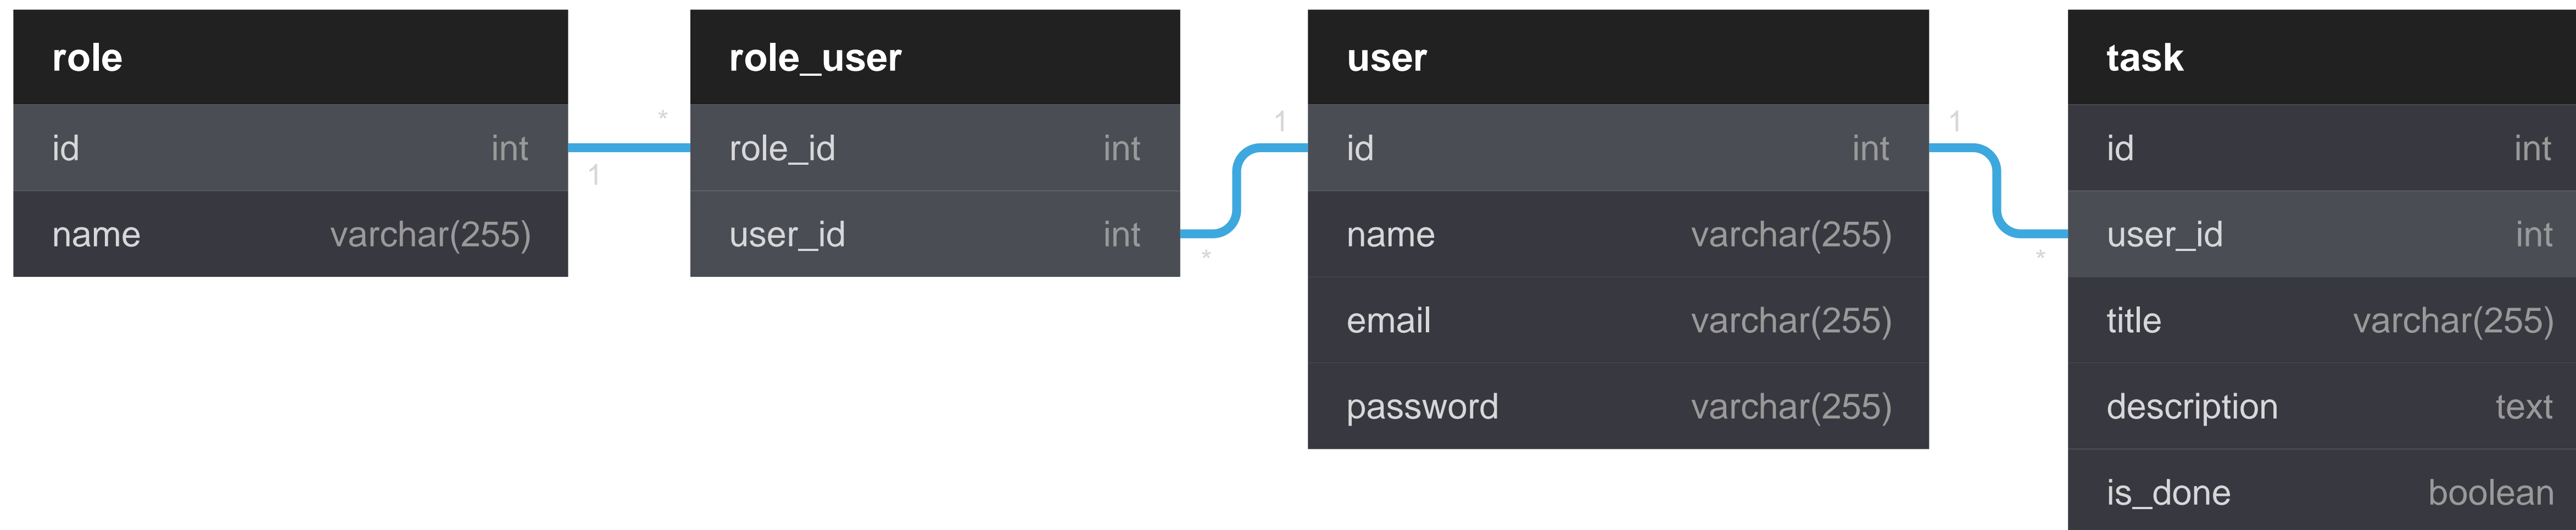 role
id int
name varchar(255)
1
*
role_user
role_id int
user_id int
*
1
user
id int
name varchar(255)
email varchar(255)
password varchar(255)
1
*
task
id int
user_id int
title varchar(255)
description text
is_done boolean